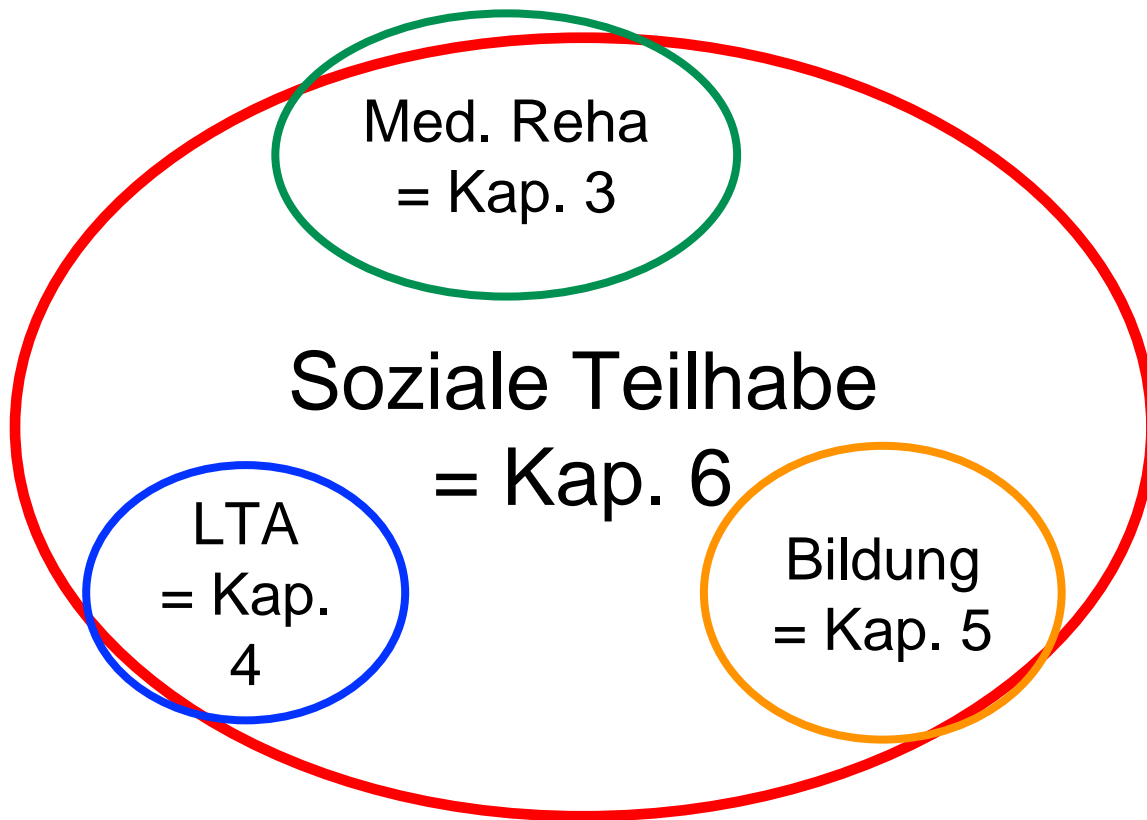 Med. Reha
= Kap. 3
Soziale Teilhabe
= Kap. 6
LTA
= Kap.
4
Bildung
= Kap. 5